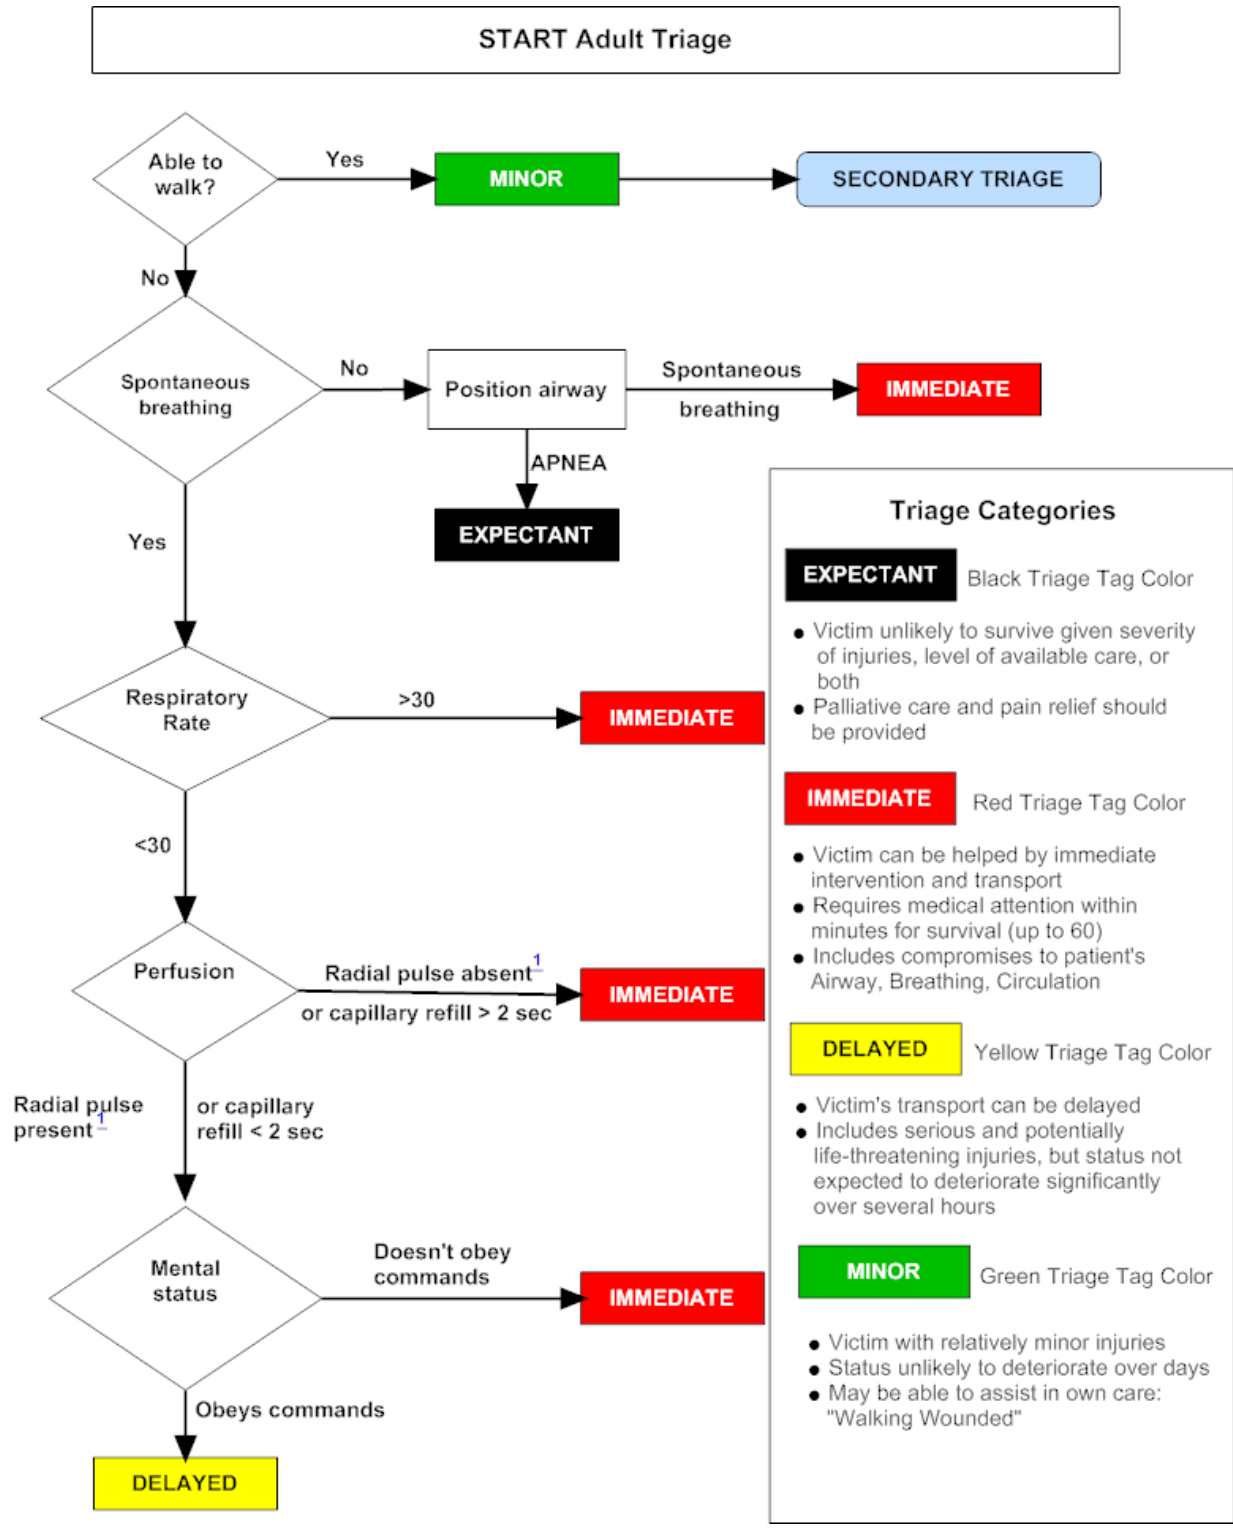 START Adult Triage
Able to
walk?
Yes
MINOR
SECONDARY TRIAGE
No
Spontaneous
breathing
No
Position airway
Spontaneous
breathing
IMMEDIATE
APNEA
EXPECTANT
Yes
Respiratory
Rate
>30
IMMEDIATE
<30
Perfusion
Radial pulse absent 1
or capillary refill > 2 sec
IMMEDIATE
Radial pulse
present 1
or capillary
refill < 2 sec
Mental
status
Doesn't obey
commands
IMMEDIATE
Obeys commands
DELAYED
Triage Categories
EXPECTANT Black Triage Tag Color
● Victim unlikely to survive given severity
of injuries, level of available care, or
both
● Palliative care and pain relief should
be provided
IMMEDIATE Red Triage Tag Color
● Victim can be helped by immediate
intervention and transport
● Requires medical attention within
minutes for survival (up to 60)
● Includes compromises to patient's
Airway, Breathing, Circulation
DELAYED Yellow Triage Tag Color
● Victim's transport can be delayed
● Includes serious and potentially
life-threatening injuries, but status not
expected to deteriorate significantly
over several hours
MINOR Green Triage Tag Color
● Victim with relatively minor injuries
● Status unlikely to deteriorate over days
● May be able to assist in own care:
"Walking Wounded"